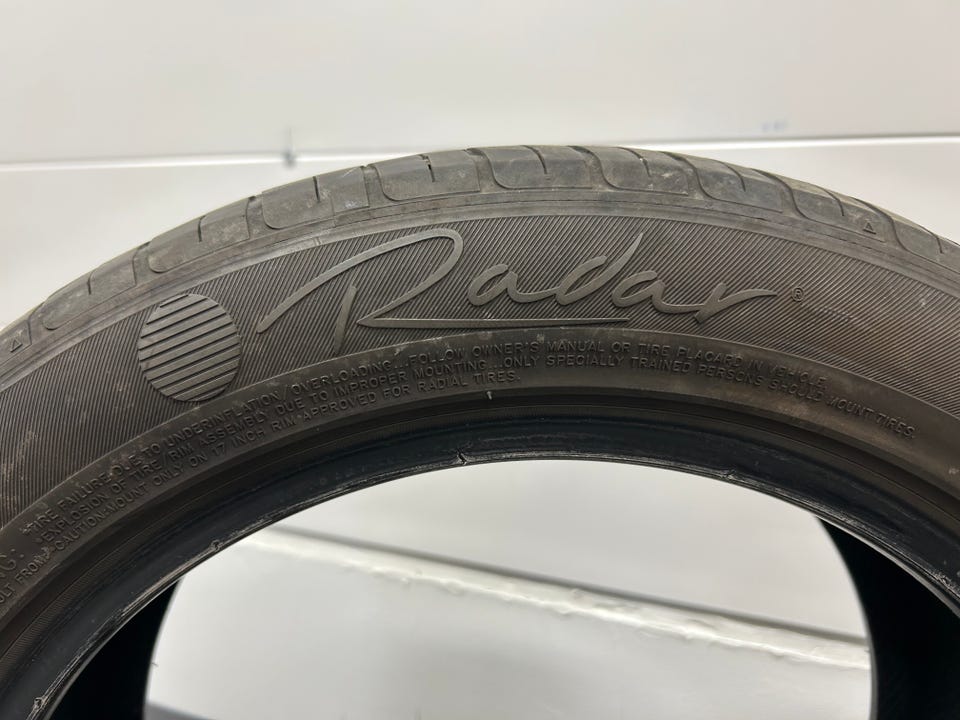 Radar®
TIRE FAILURE DUE TO UNDERINFLATION/OVERLOADING...FOLLOW OWNER'S MANUAL OR TIRE PLACARD IN VEHICLE.
EXPLOSION OF TIRE/RIM ASSEMBLY DUE TO IMPROPER MOUNTING...ONLY SPECIALLY TRAINED PERSONS SHOULD MOUNT TIRES.
ULT FROM:-CAUTION:MOUNT ONLY ON 17 INCH RIM APPROVED FOR RADIAL TIRES.